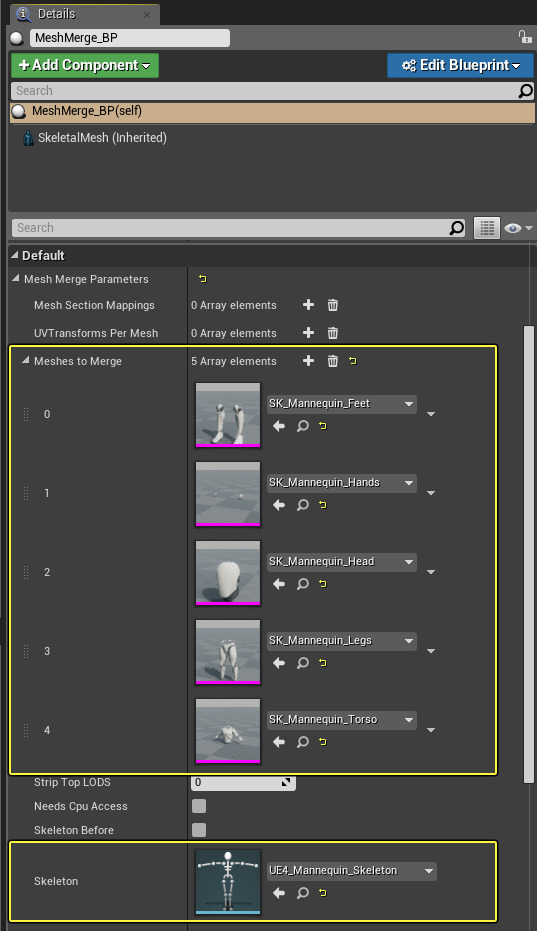 Details
MeshMerge_BP
Add Component
Edit Blueprint
Search
MeshMerge_BP(self)
SkeletalMesh (Inherited)
Search
Default
Mesh Merge Parameters
Mesh Section Mappings 0 Array elements
UVTransforms Per Mesh 0 Array elements
Meshes to Merge 5 Array elements
0 SK_Mannequin_Feet
1 SK_Mannequin_Hands
2 SK_Mannequin_Head
3 SK_Mannequin_Legs
4 SK_Mannequin_Torso
Strip Top LODS 0
Needs Cpu Access
Skeleton Before
Skeleton UE4_Mannequin_Skeleton